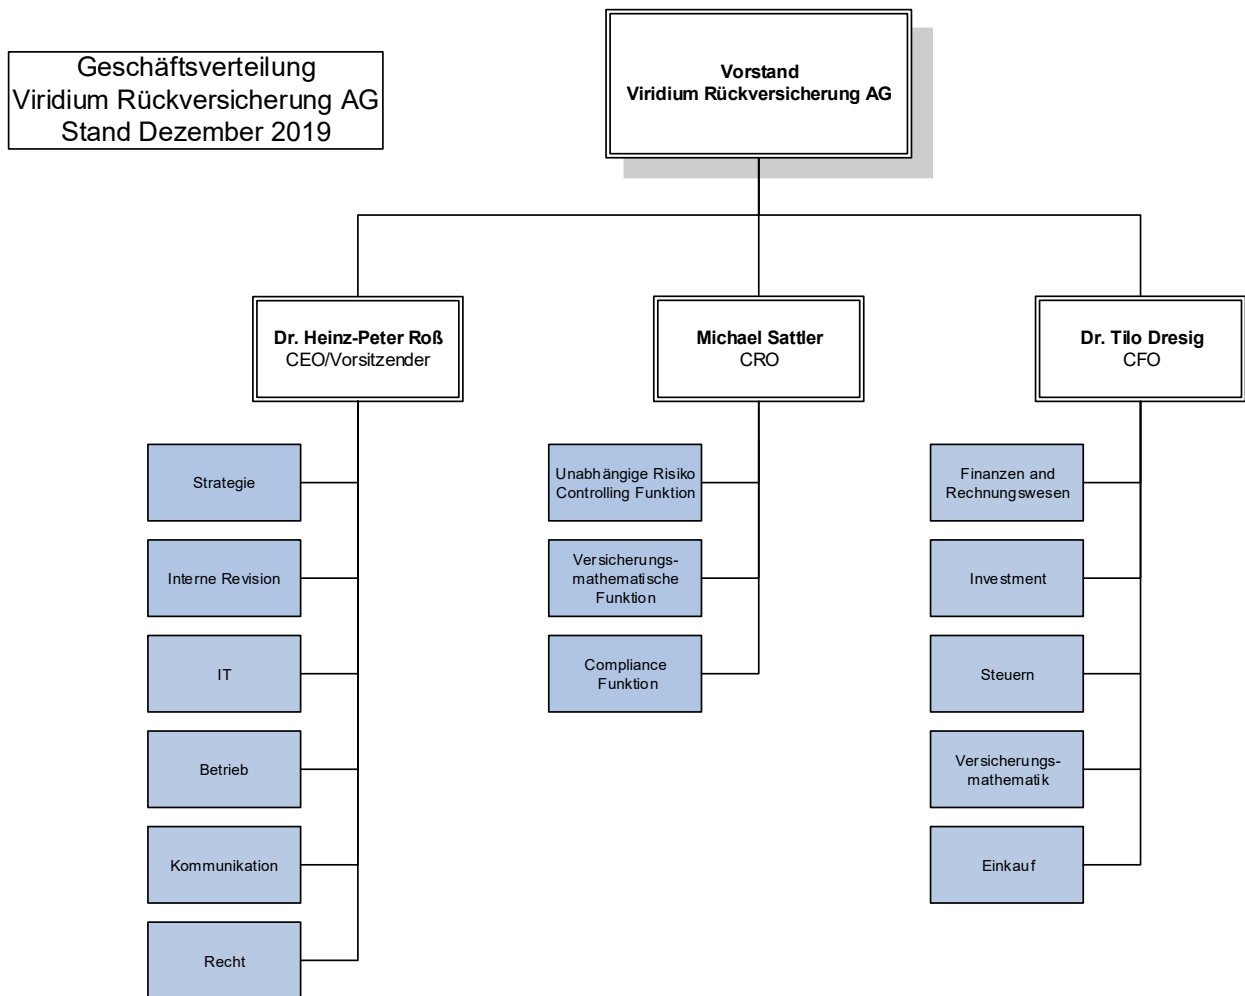 Geschäftsverteilung
Viridium Rückversicherung AG
Stand Dezember 2019
Vorstand
Viridium Rückversicherung AG
Dr. Heinz-Peter Roß
CEO/Vorsitzender
Michael Sattler
CRO
Dr. Tilo Dresig
CFO
Strategie
Interne Revision
IT
Betrieb
Kommunikation
Recht
Unabhängige Risiko
Controlling Funktion
Versicherungs-
mathematische
Funktion
Compliance
Funktion
Finanzen and
Rechnungswesen
Investment
Steuern
Versicherungs-
mathematik
Einkauf